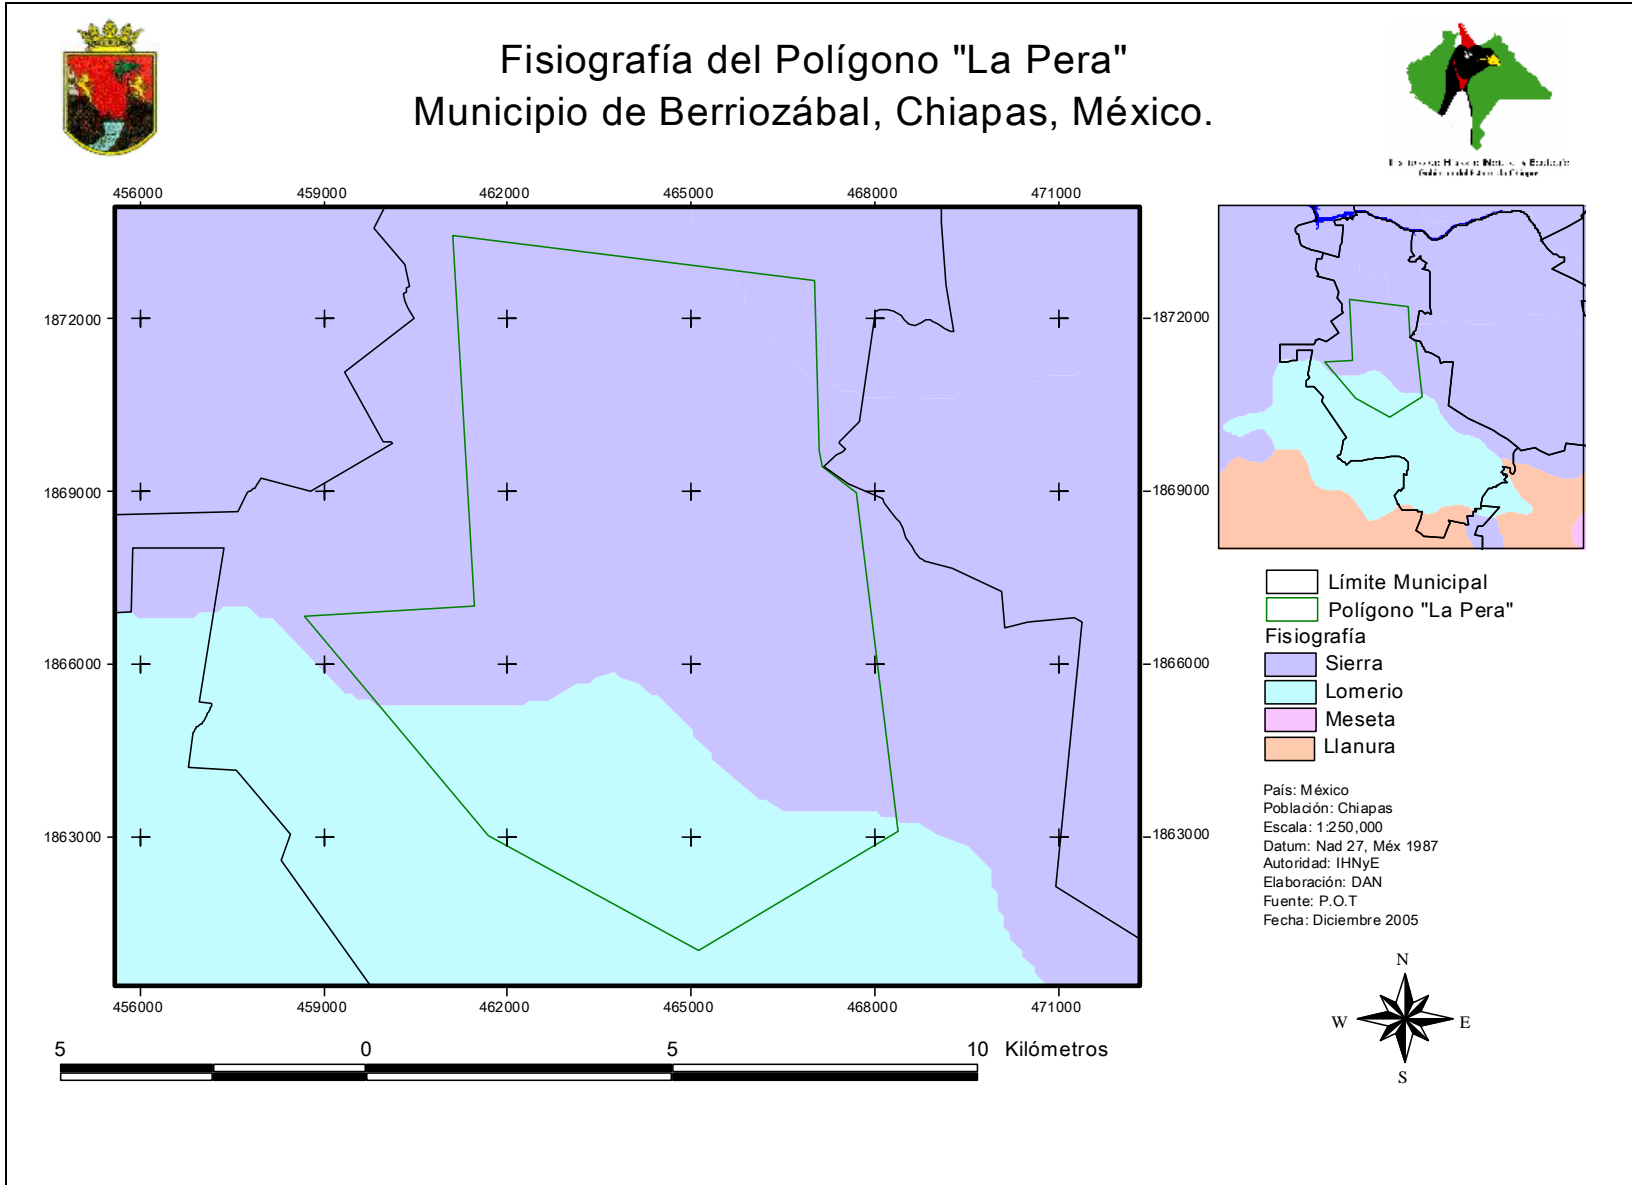 Fisiografía del Polígono "La Pera"
Municipio de Berriozábal, Chiapas, México.
456000 459000 462000 465000 468000 471000
1872000 1872000
1869000 1869000
1866000 1866000
1863000 1863000
456000 459000 462000 465000 468000 471000
Límite Municipal
Polígono "La Pera"
Fisiografía
Sierra
Lomerio
Meseta
Llanura
País: México
Población: Chiapas
Escala: 1:250,000
Datum: Nad 27, Méx 1987
Autoridad: IHNyE
Elaboración: DAN
Fuente: P.O.T
Fecha: Diciembre 2005
N
W E
S
5 0 5 10 Kilómetros